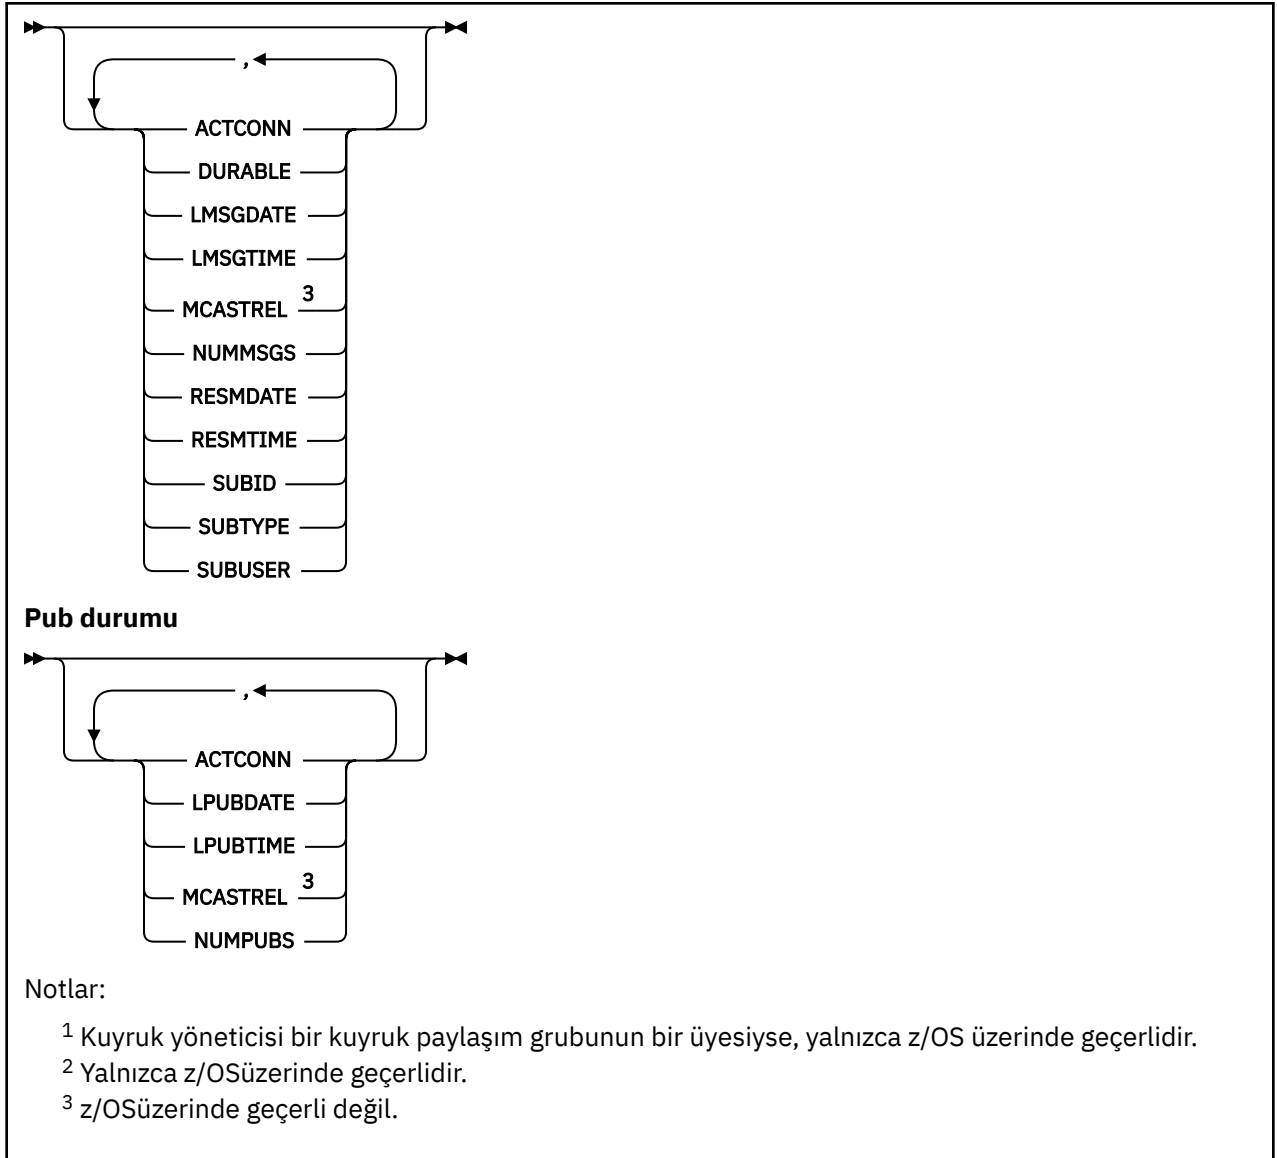 ,
ACTCONN
DURABLE
LMSGDATE
LMSGTIME
MCASTREL 3
NUMMSGS
RESMDATE
RESMTIME
SUBID
SUBTYPE
SUBUSER
Pub durumu
,
ACTCONN
LPUBDATE
LPUBTIME
MCASTREL 3
NUMPUBS
Notlar:
1 Kuyruk yöneticisi bir kuyruk paylaşım grubunun bir üyesiyse, yalnızca z/OS üzerinde geçerlidir.
2 Yalnızca z/OSüzerinde geçerlidir.
3 z/OSüzerinde geçerli değil.